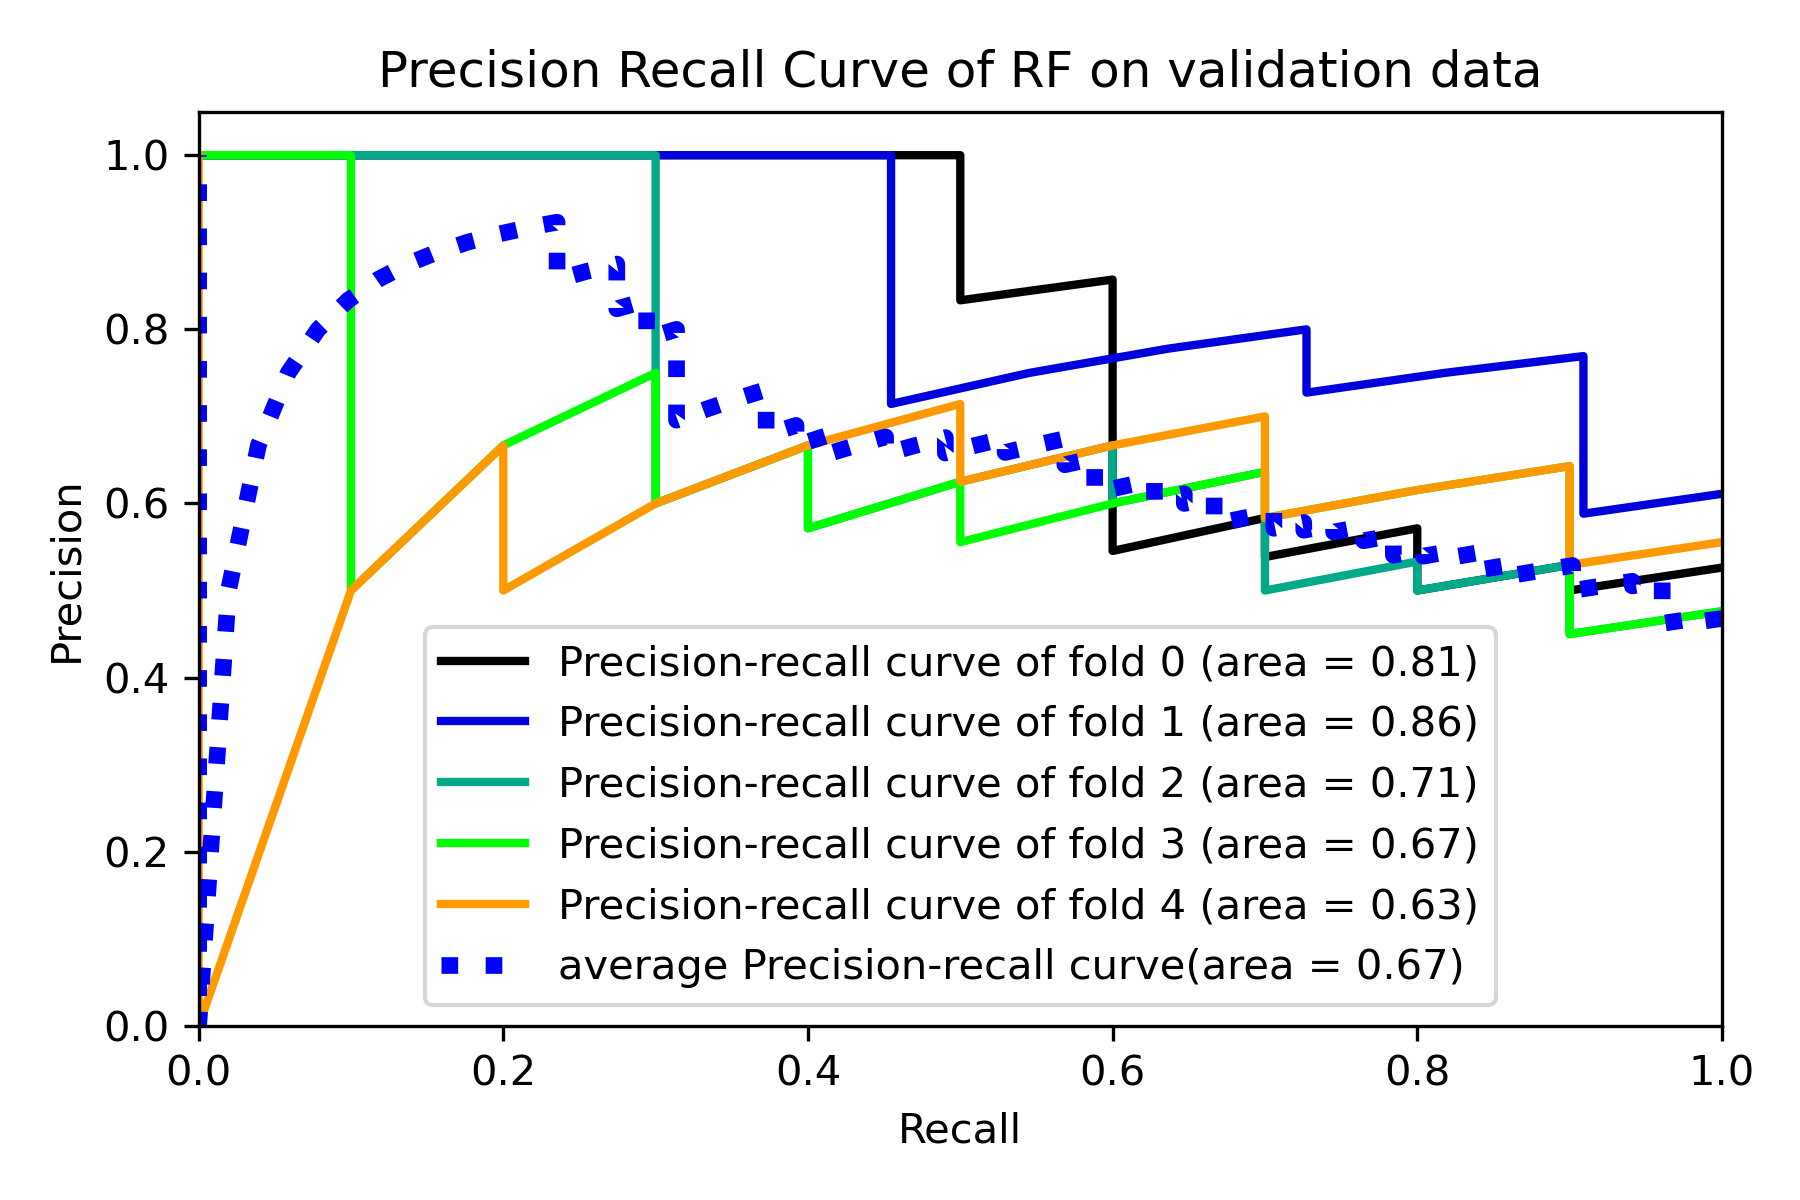 Precision Recall Curve of RF on validation data
1.0
0.8
0.6
0.4
0.2
0.0
Precision
Precision-recall curve of fold 0 (area = 0.81)
Precision-recall curve of fold 1 (area = 0.86)
Precision-recall curve of fold 2 (area = 0.71)
Precision-recall curve of fold 3 (area = 0.67)
Precision-recall curve of fold 4 (area = 0.63)
average Precision-recall curve(area = 0.67)
0.0 0.2 0.4 0.6 0.8 1.0
Recall